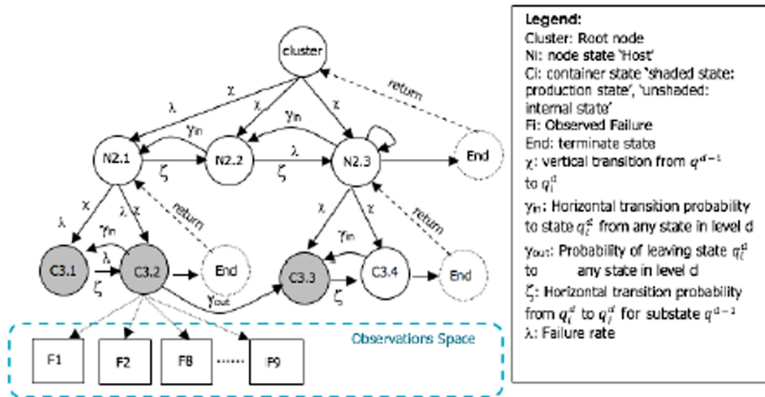 cluster
return
χ
λ
χ
χ
γin
γin
N2.1
ζ
N2.2
λ
ζ
N2.3
End
λ
χ
λ
χ
return
χ
χ
return
γin
γin
C3.1
λ
ζ
C3.2
End
γout
C3.3
ζ
C3.4
End
F1
F2
F8
......
F9
Observations Space
Legend:
Cluster: Root node
Ni: node state 'Host'
Ci: container state 'shaded state:
production state', 'unshaded:
internal state'
Fi: Observed Failure
End: terminate state
χ: vertical transition from q^{d-1}
to q_i^d
γin: Horizontal transition probability
to state q_i^d from any state in level d
γout: Probability of leaving state q_i^d
to any state in level d
ζ: Horizontal transition probability
from q_i^d to q_j^d for substate q^{d-1}
λ: Failure rate